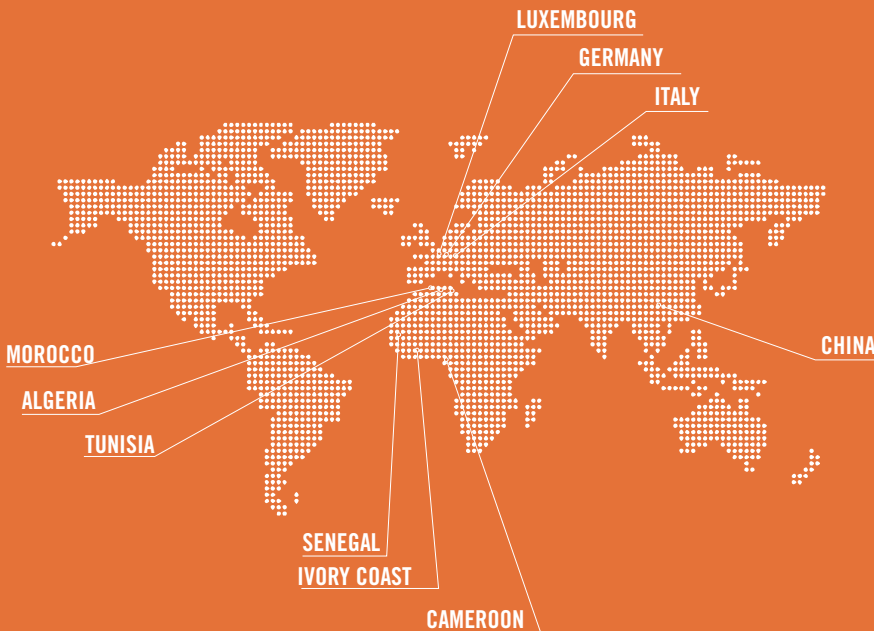 LUXEMBOURG
GERMANY
ITALY
MOROCCO
CHINA
ALGERIA
TUNISIA
SENEGAL
IVORY COAST
CAMEROON